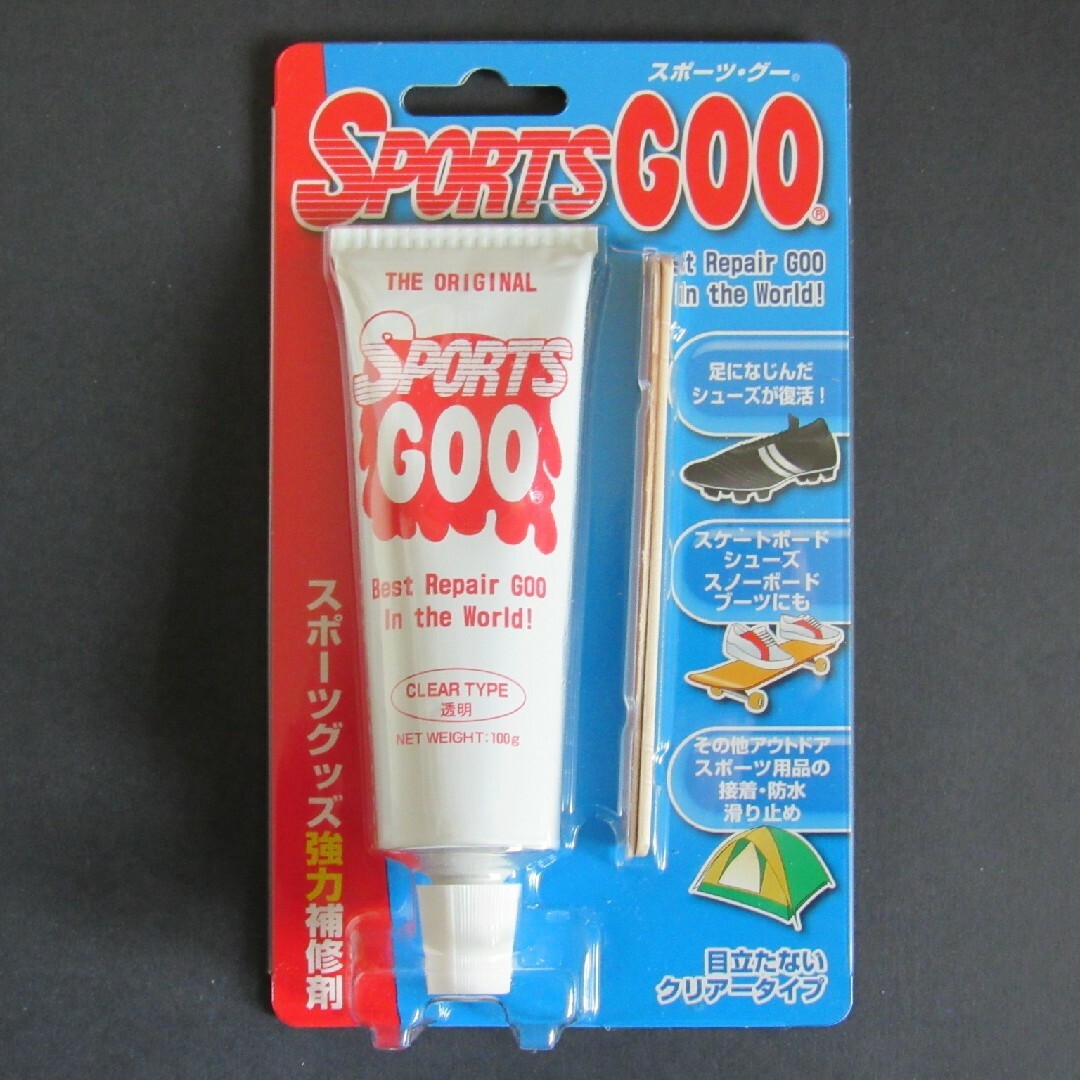 スポーツ・グー®
SPORTS GOO®
Best Repair GOO
In the World!
THE ORIGINAL
SPORTS
GOO
Best Repair GOO
In the World!
CLEAR TYPE
透明
NET WEIGHT:100g
足になじんだ
シューズが復活!
スケートボード
シューズ
スノーボード
ブーツにも
その他アウトドア
スポーツ用品の
接着・防水
滑り止め
目立たない
クリアータイプ
スポーツグッズ強力補修剤